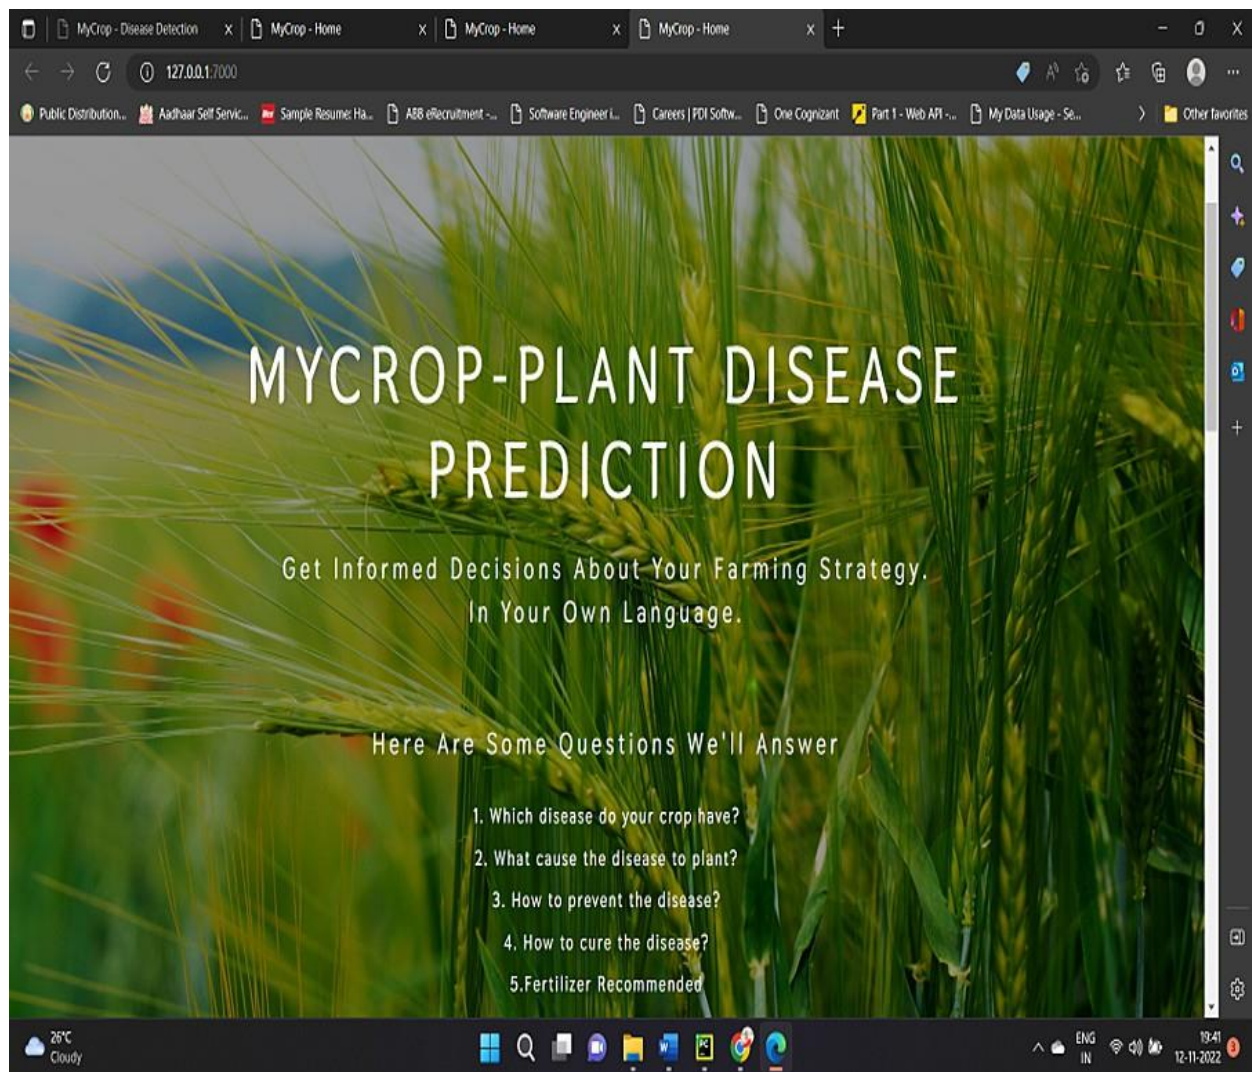 MyCrop - Disease Detection
MyCrop - Home
MyCrop - Home
MyCrop - Home
127.0.0.1:7000
Public Distribution...
Aadhaar Self Servic...
Sample Resume: Ha...
ABB eRecruitment -...
Software Engineer i...
Careers | PDI Softw...
One Cognizant
Part 1 - Web API -...
My Data Usage - Se...
Other favorites
MYCROP-PLANT DISEASE
PREDICTION
Get Informed Decisions About Your Farming Strategy.
In Your Own Language.
Here Are Some Questions We'll Answer
1. Which disease do your crop have?
2. What cause the disease to plant?
3. How to prevent the disease?
4. How to cure the disease?
5.Fertilizer Recommended
26°C
Cloudy
ENG
IN
19:41
12-11-2022
3